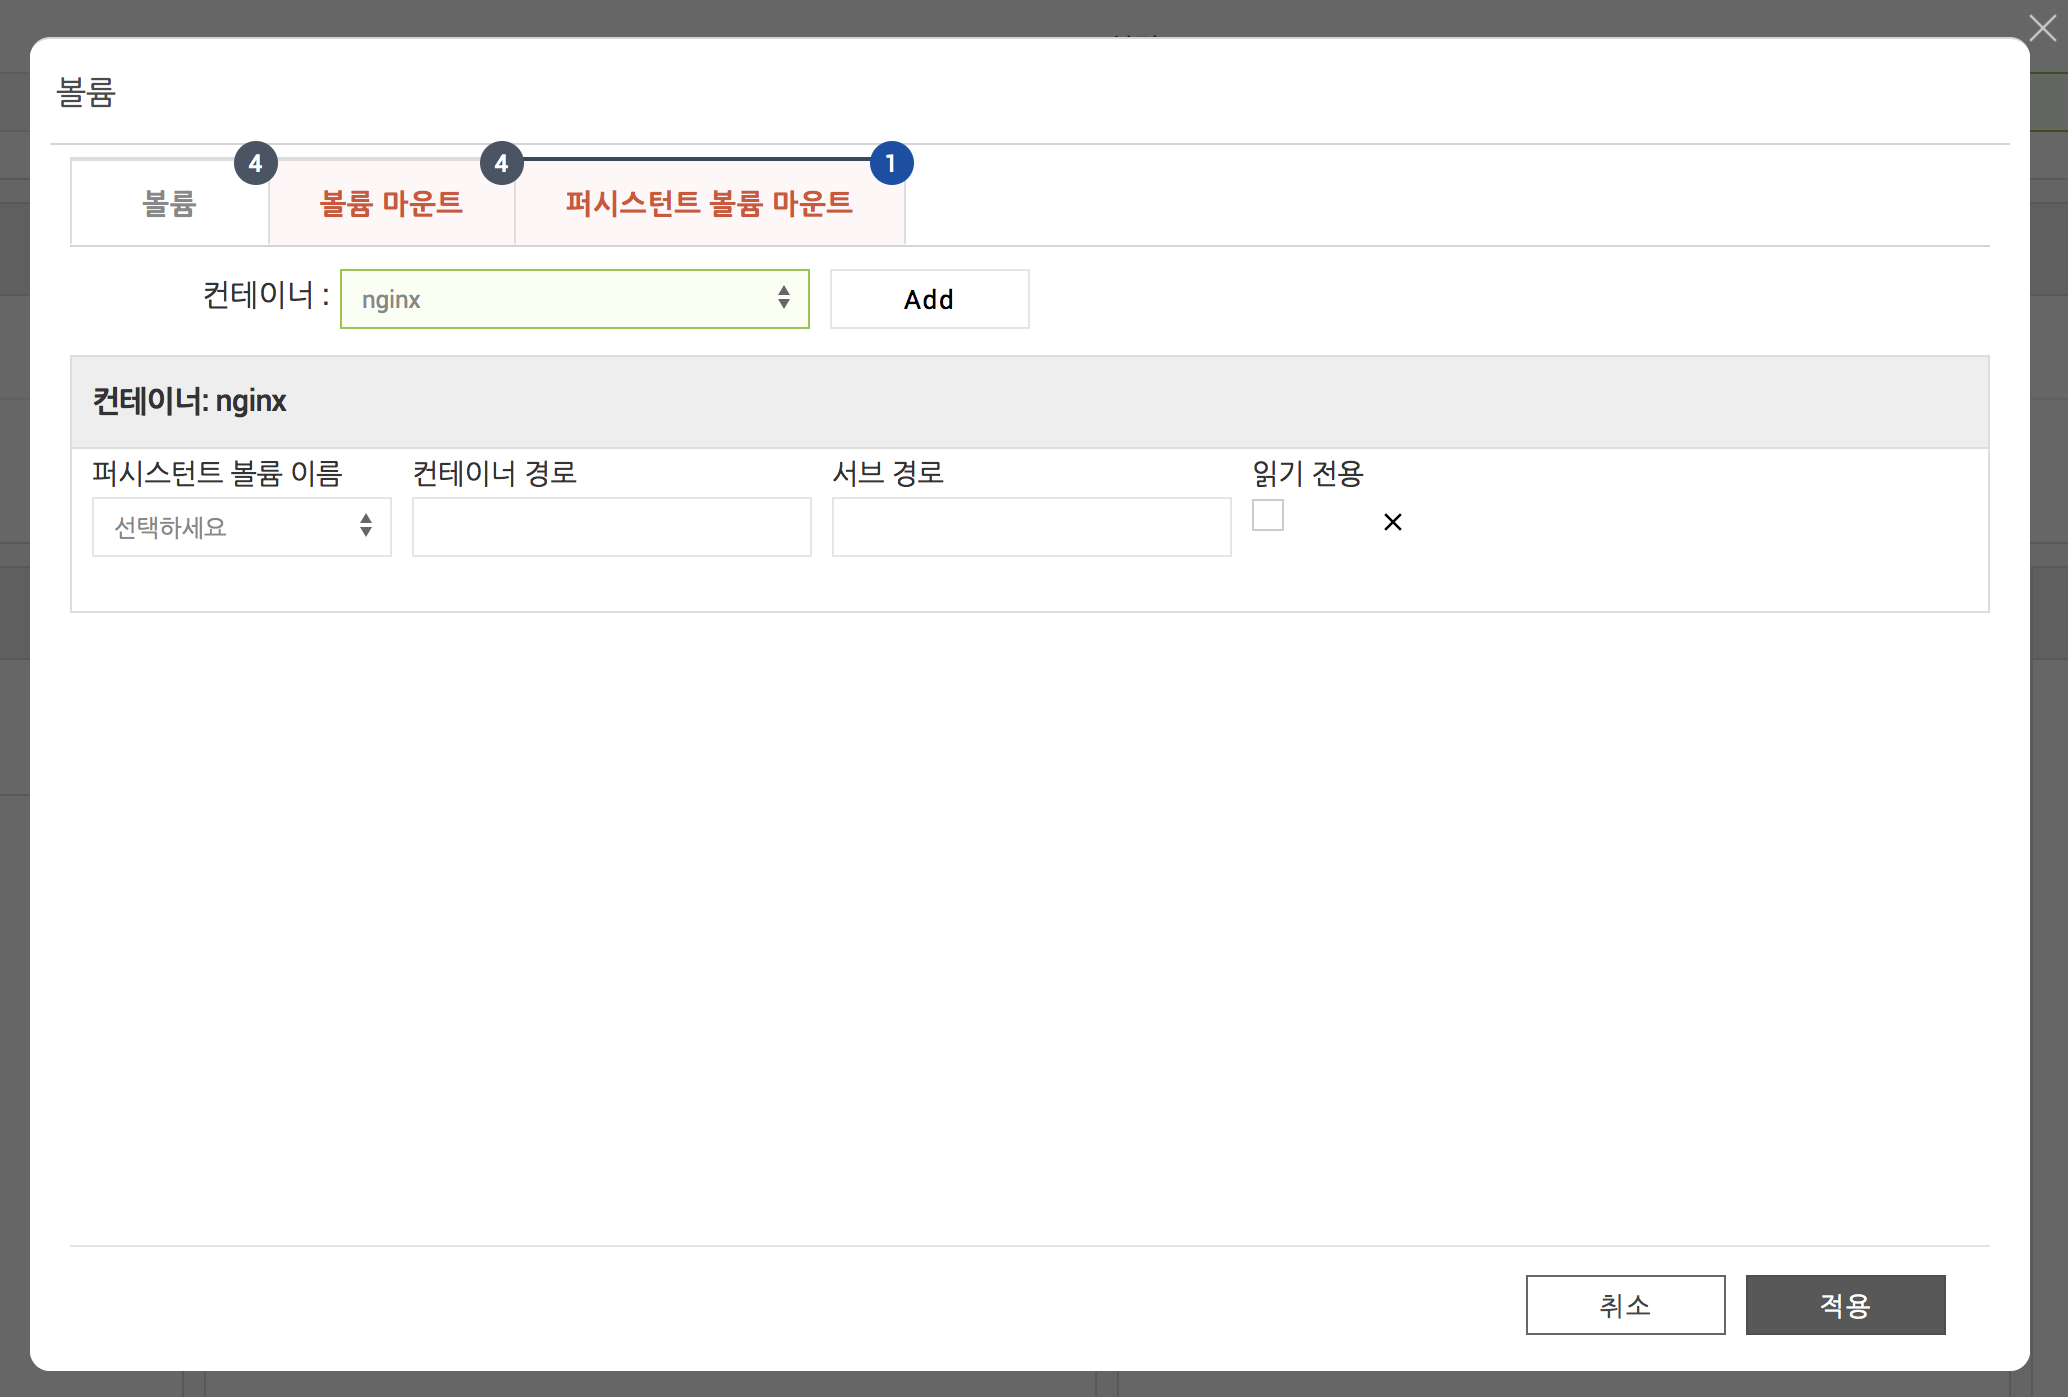 볼륨
4 4 1
볼륨 볼륨 마운트 퍼시스턴트 볼륨 마운트
컨테이너 : nginx Add
컨테이너: nginx
퍼시스턴트 볼륨 이름 컨테이너 경로 서브 경로 읽기 전용
선택하세요
취소 적용